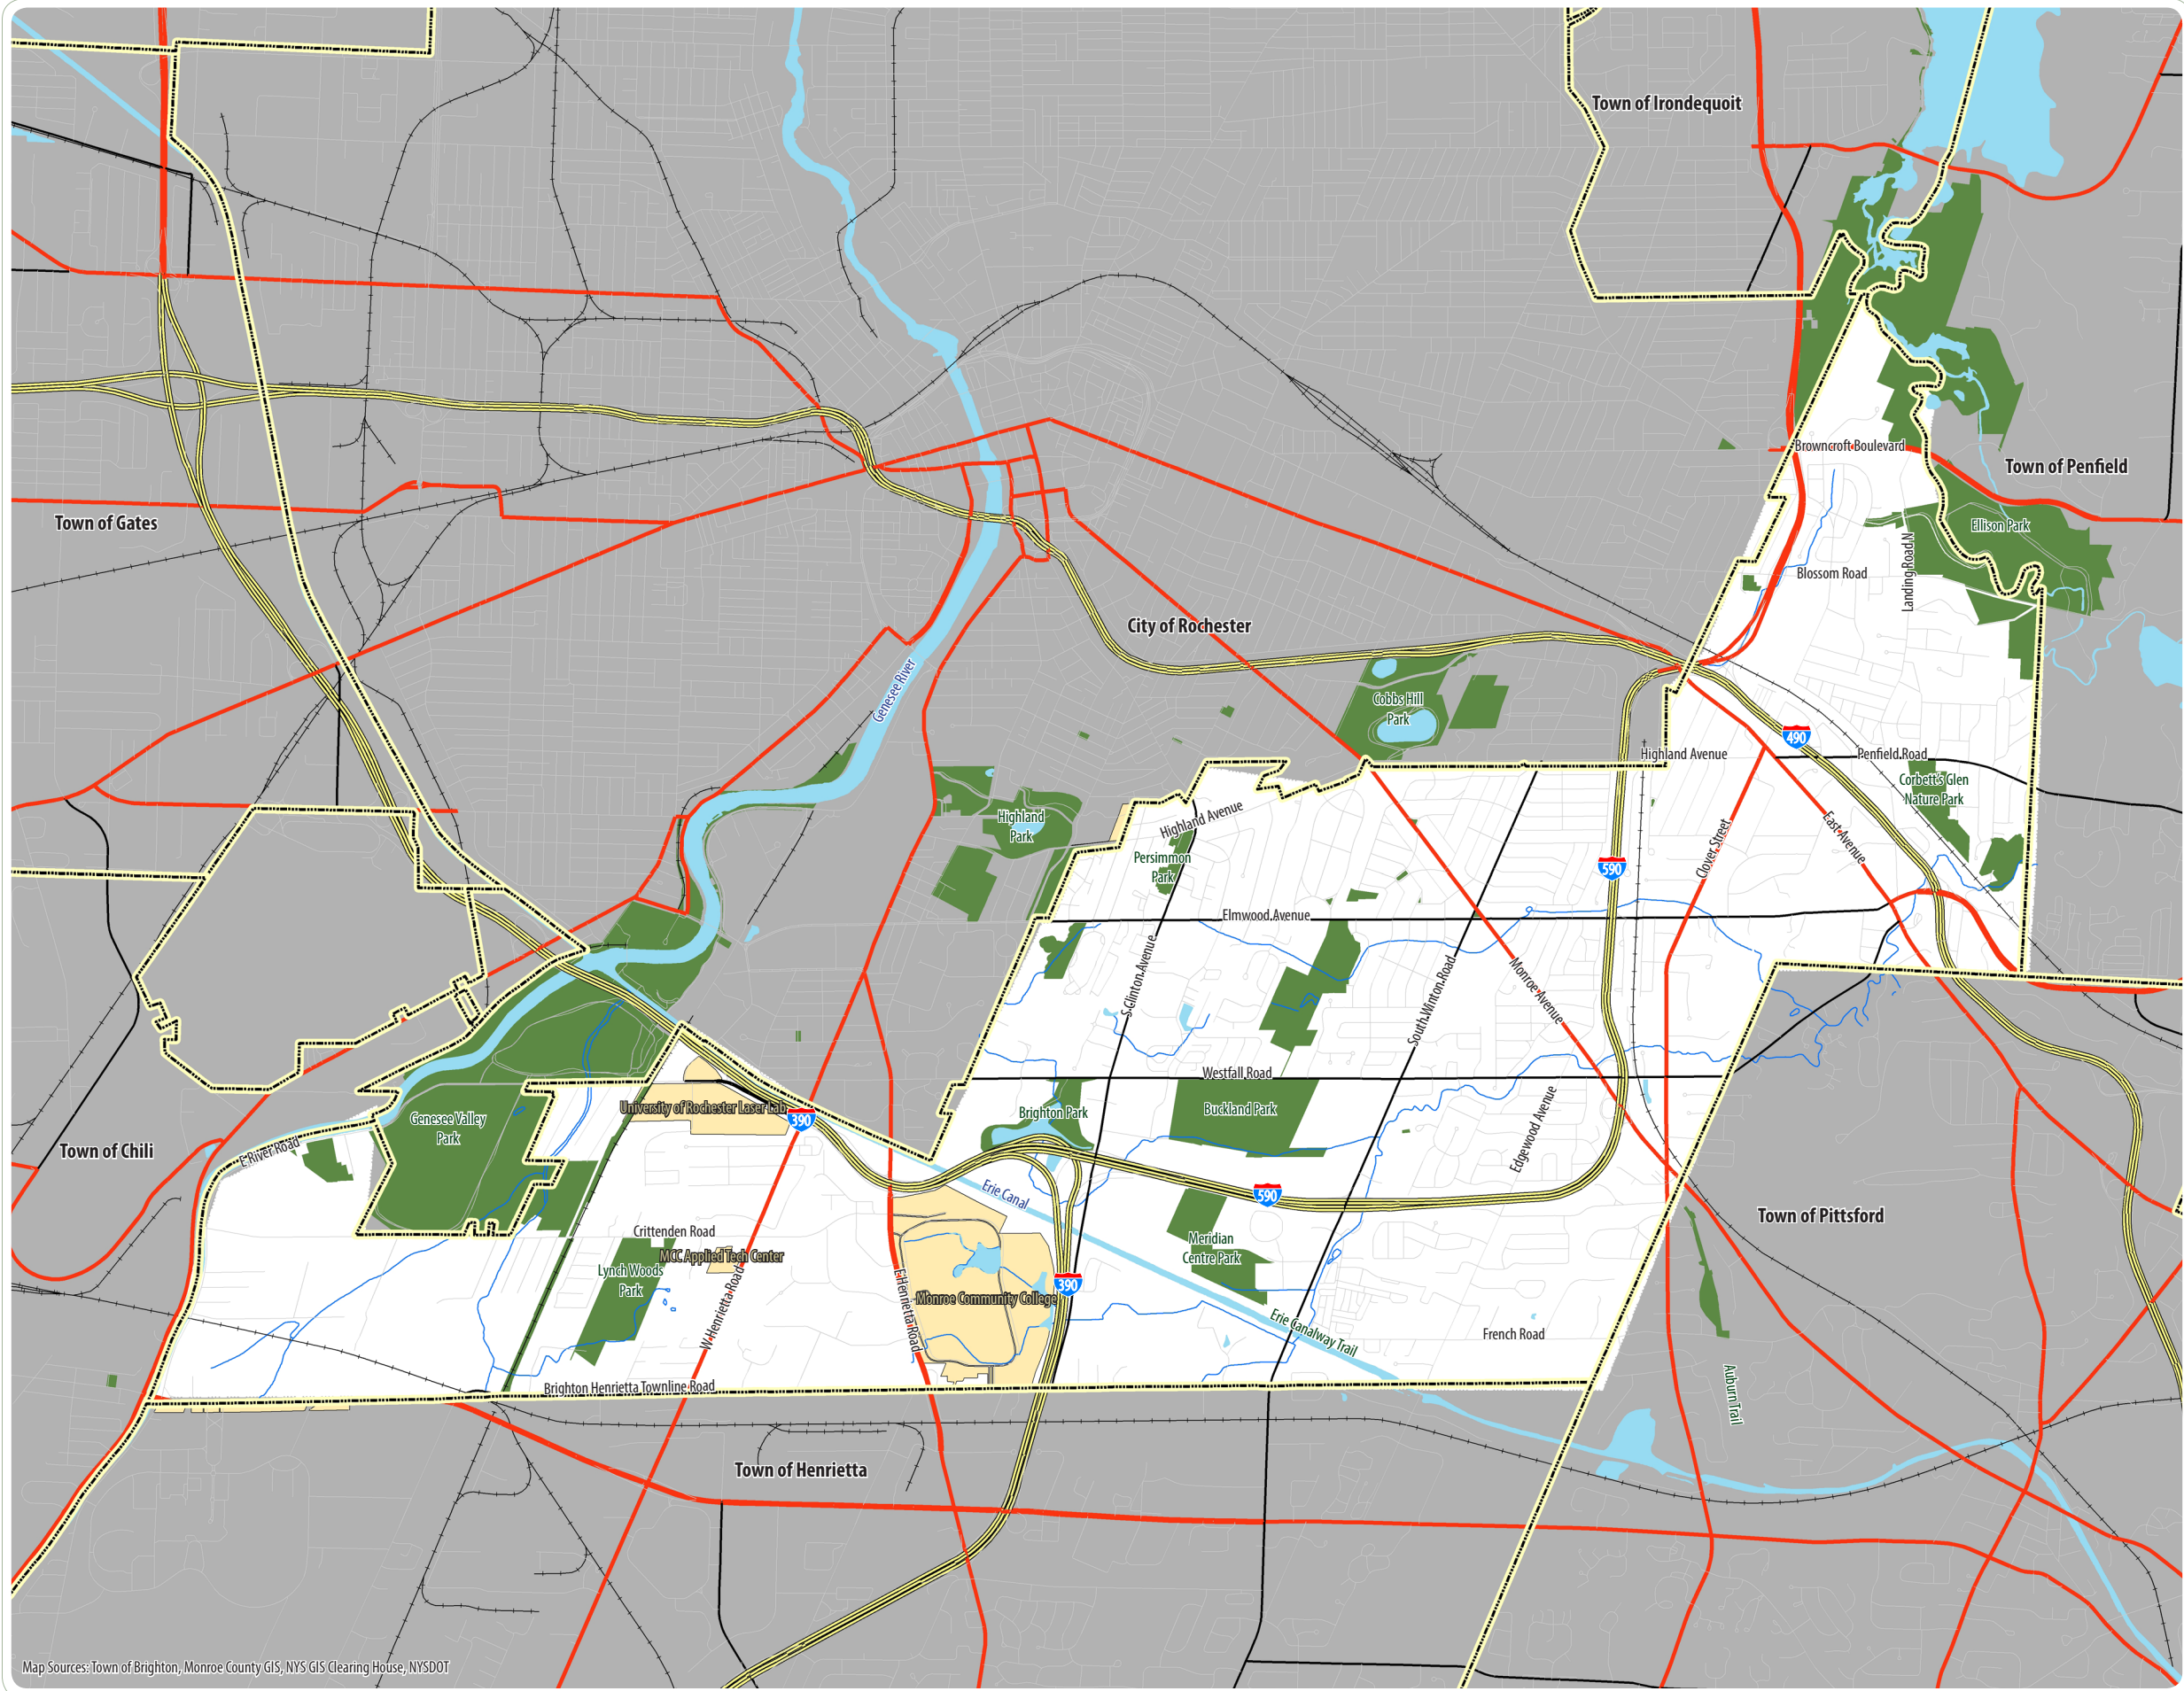 Town of Irondequoit
Browncroft Boulevard
Town of Penfield
Town of Gates
Ellison Park
Landing Road N
Blossom Road
City of Rochester
Genesee River
Cobbs Hill
Park
490
Highland Avenue
Penfield Road
Corbett's Glen
Nature Park
Highland
Park
Highland Avenue
East Avenue
Clover Street
Persimmon
Park
590
Elmwood Avenue
S Clinton Avenue
South Winton Road
Monroe Avenue
Westfall Road
University of Rochester Laser Lab
390
Genesee Valley
Park
Brighton Park
Buckland Park
Edgewood Avenue
Town of Chili
E River Road
Erie Canal
590
Town of Pittsford
Crittenden Road
Meridian
Centre Park
MCC Applied Tech Center
Lynch Woods
Park
W Henrietta Road
E Henrietta Road
Monroe Community College
390
Erie Canalway Trail
French Road
Brighton Henrietta Townline Road
Auburn Trail
Town of Henrietta
Map Sources: Town of Brighton, Monroe County GIS, NYS GIS Clearing House, NYSDOT